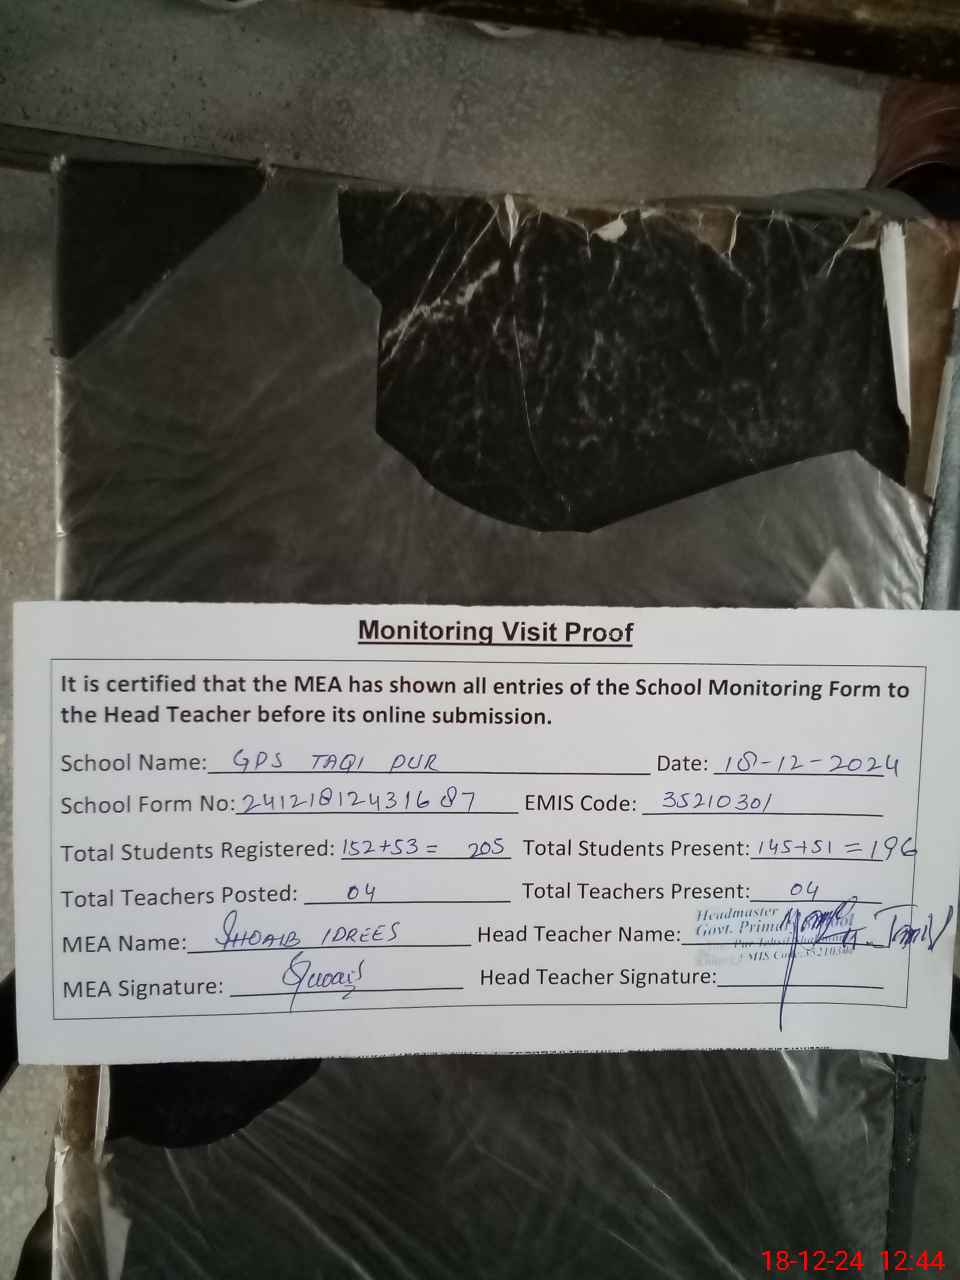 Monitoring Visit Proof
It is certified that the MEA has shown all entries of the School Monitoring Form to
the Head Teacher before its online submission.
School Name: GPS TAQI PUR Date: 18-12-2024
School Form No: 24121812431687 EMIS Code: 35210301
Total Students Registered: 152+53 = 205 Total Students Present: 145+51 = 196
Total Teachers Posted: 04 Total Teachers Present: 04
MEA Name: SHOAIB IDREES Head Teacher Name:
Headmaster
Govt. Primary School
EMIS Code:35210301
MEA Signature: Head Teacher Signature:
18-12-24 12:44